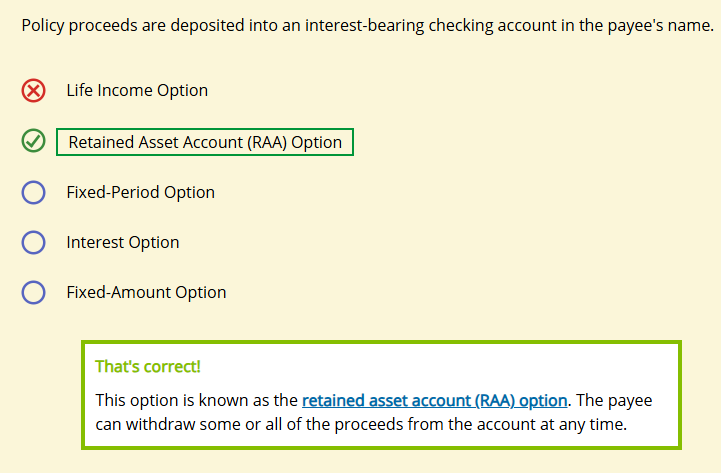 Policy proceeds are deposited into an interest-bearing checking account in the payee's name.
Life Income Option
Retained Asset Account (RAA) Option
Fixed-Period Option
Interest Option
Fixed-Amount Option
That's correct!
This option is known as the retained asset account (RAA) option. The payee
can withdraw some or all of the proceeds from the account at any time.